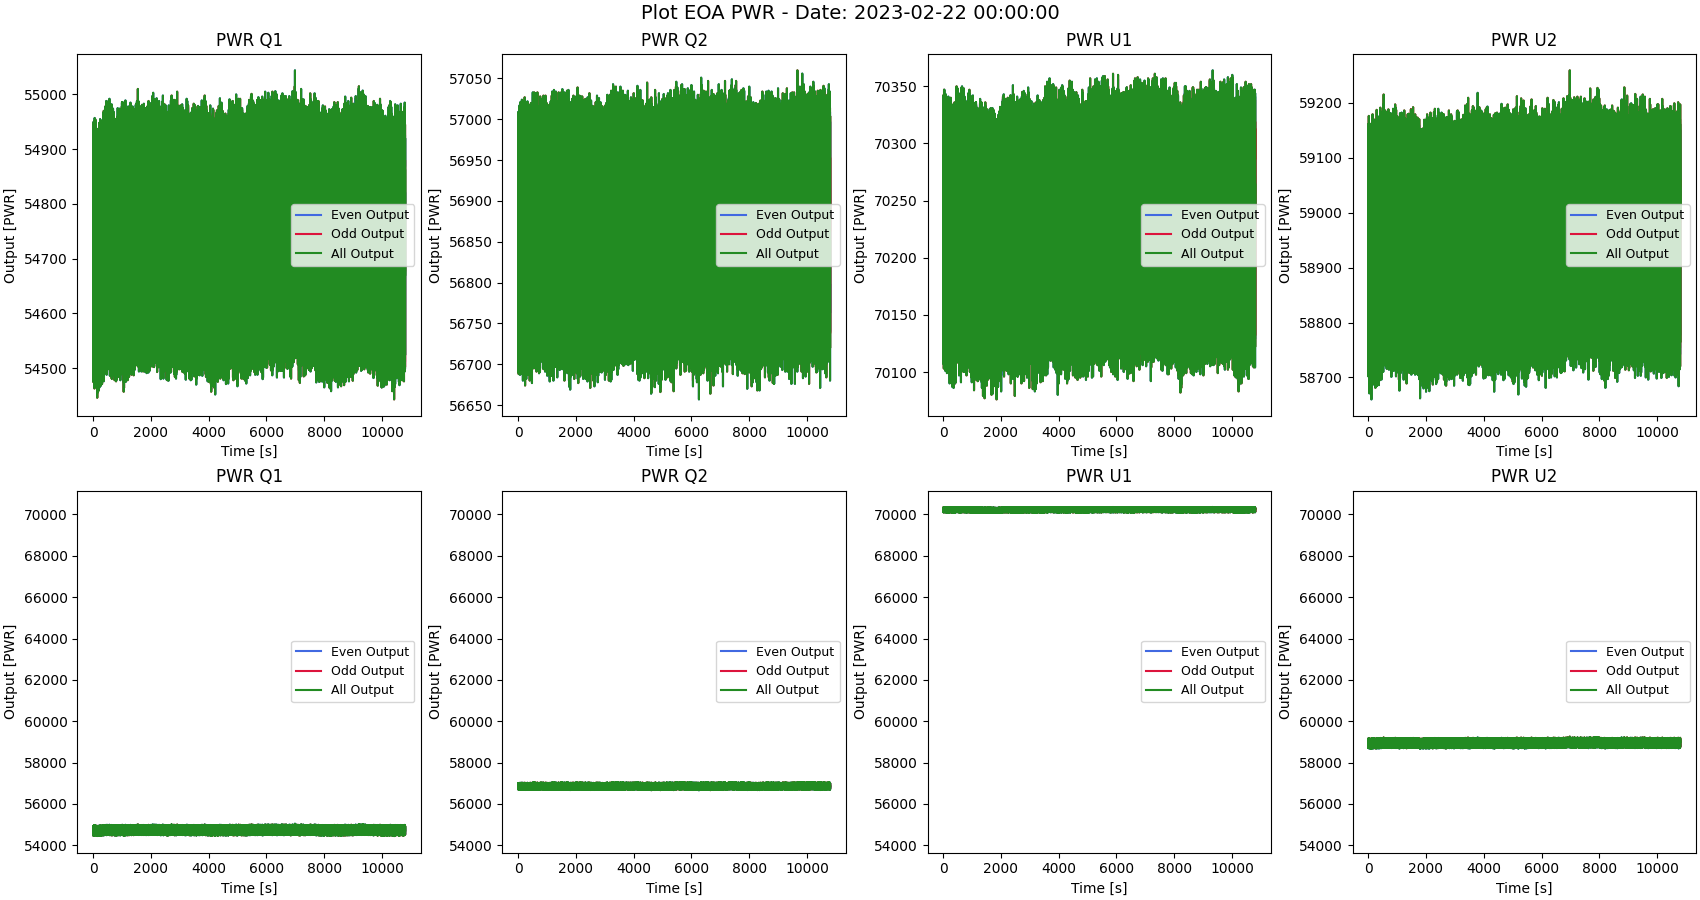 Plot EOA PWR - Date: 2023-02-22 00:00:00
PWR Q1
Output [PWR]
55000
54900
54800
54700
54600
54500
Even Output
Odd Output
All Output
0 2000 4000 6000 8000 10000
Time [s]
PWR Q2
Output [PWR]
57050
57000
56950
56900
56850
56800
56750
56700
56650
Even Output
Odd Output
All Output
0 2000 4000 6000 8000 10000
Time [s]
PWR U1
Output [PWR]
70350
70300
70250
70200
70150
70100
Even Output
Odd Output
All Output
0 2000 4000 6000 8000 10000
Time [s]
PWR U2
Output [PWR]
59200
59100
59000
58900
58800
58700
Even Output
Odd Output
All Output
0 2000 4000 6000 8000 10000
Time [s]
PWR Q1
Output [PWR]
70000
68000
66000
64000
62000
60000
58000
56000
54000
Even Output
Odd Output
All Output
0 2000 4000 6000 8000 10000
Time [s]
PWR Q2
Output [PWR]
70000
68000
66000
64000
62000
60000
58000
56000
54000
Even Output
Odd Output
All Output
0 2000 4000 6000 8000 10000
Time [s]
PWR U1
Output [PWR]
70000
68000
66000
64000
62000
60000
58000
56000
54000
Even Output
Odd Output
All Output
0 2000 4000 6000 8000 10000
Time [s]
PWR U2
Output [PWR]
70000
68000
66000
64000
62000
60000
58000
56000
54000
Even Output
Odd Output
All Output
0 2000 4000 6000 8000 10000
Time [s]